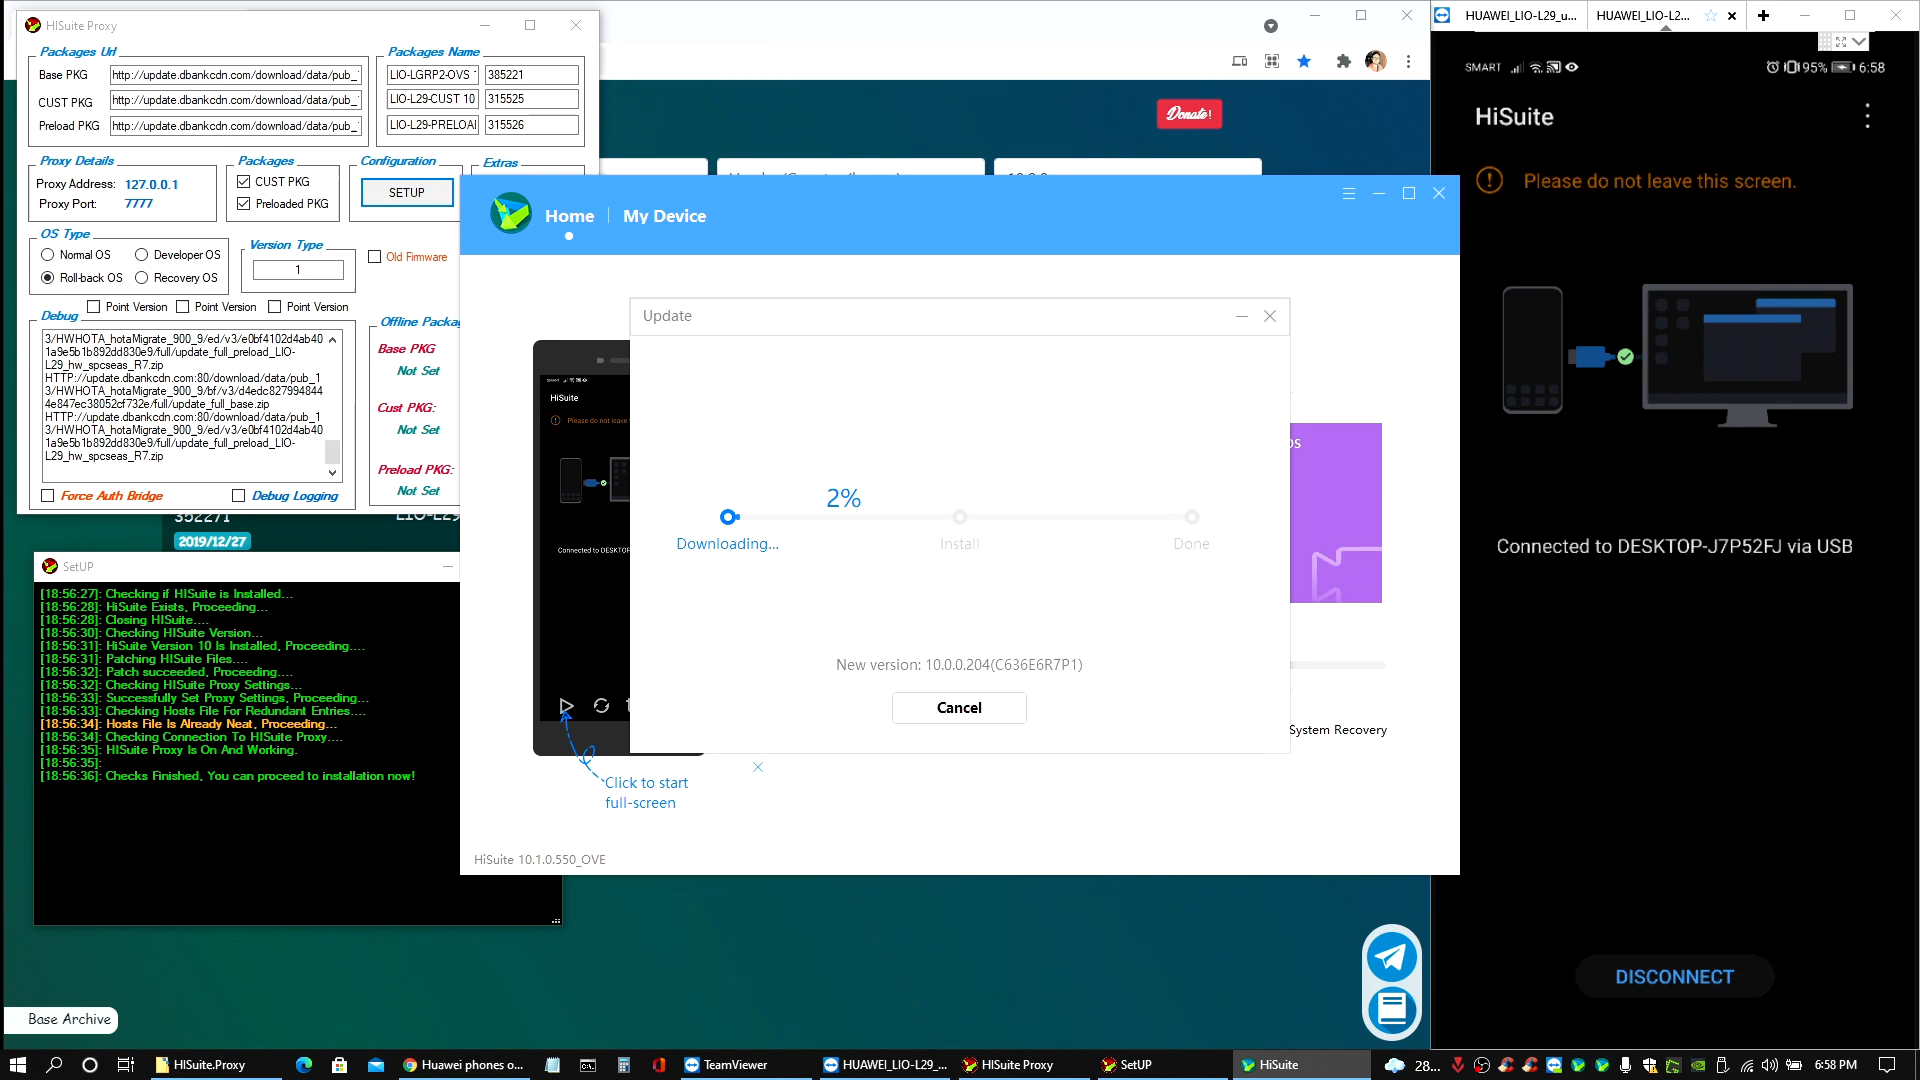 HISuite Proxy
Packages Url
Base PKG
http://update.dbankcdn.com/download/data/pub_
CUST PKG
http://update.dbankcdn.com/download/data/pub_
Preload PKG
http://update.dbankcdn.com/download/data/pub_
Packages Name
LIO-LGRP2-OVS
385221
LIO-L29-CUST 10
315525
LIO-L29-PRELOAI
315526
Proxy Details
Proxy Address: 127.0.0.1
Proxy Port: 7777
Packages
CUST PKG
Preloaded PKG
Configuration
SETUP
Extras
OS Type
Normal OS
Developer OS
Roll-back OS
Recovery OS
Version Type
1
Old Firmware
Point Version
Point Version
Point Version
Debug
3/HWHOTA_hotaMigrate_900_9/ed/v3/e0bf4102d4ab40
1a9e5b1b892dd830e9/full/update_full_preload_LIO-
L29_hw_spcseas_R7.zip
HTTP://update.dbankcdn.com:80/download/data/pub_1
3/HWHOTA_hotaMigrate_900_9/bf/v3/d4edc827994844
4e847ec38052cf732e/full/update_full_base.zip
HTTP://update.dbankcdn.com:80/download/data/pub_1
3/HWHOTA_hotaMigrate_900_9/ed/v3/e0bf4102d4ab40
1a9e5b1b892dd830e9/full/update_full_preload_LIO-
L29_hw_spcseas_R7.zip
Force Auth Bridge
Debug Logging
Offline Packag
Base PKG
Not Set
Cust PKG:
Not Set
Preload PKG:
Not Set
Donate!
352271
LIO-L29
2019/12/27
SetUP
[18:56:27]: Checking if HISuite is Installed...
[18:56:28]: HiSuite Exists, Proceeding...
[18:56:28]: Closing HISuite....
[18:56:30]: Checking HISuite Version...
[18:56:31]: HiSuite Version 10 Is Installed, Proceeding....
[18:56:31]: Patching HISuite Files....
[18:56:32]: Patch succeeded, Proceeding....
[18:56:32]: Checking HISuite Proxy Settings...
[18:56:33]: Successfully Set Proxy Settings, Proceeding...
[18:56:33]: Checking Hosts File For Redundant Entries....
[18:56:34]: Hosts File Is Already Neat, Proceeding...
[18:56:34]: Checking Connection To HISuite Proxy....
[18:56:35]: HISuite Proxy Is On And Working.
[18:56:35]:
[18:56:36]: Checks Finished, You can proceed to installation now!
Home
My Device
Update
2%
Downloading...
Install
Done
New version: 10.0.0.204(C636E6R7P1)
Cancel
HiSuite
Please do not leave
Connected to DESKTOP
System Recovery
Click to start
full-screen
HiSuite 10.1.0.550_OVE
HUAWEI_LIO-L29_u...
HUAWEI_LIO-L2...
SMART
95%
6:58
HiSuite
Please do not leave this screen.
Connected to DESKTOP-J7P52FJ via USB
DISCONNECT
Base Archive
HISuite.Proxy
Huawei phones o...
TeamViewer
HUAWEI_LIO-L29_...
HISuite Proxy
SetUP
HiSuite
28...
6:58 PM